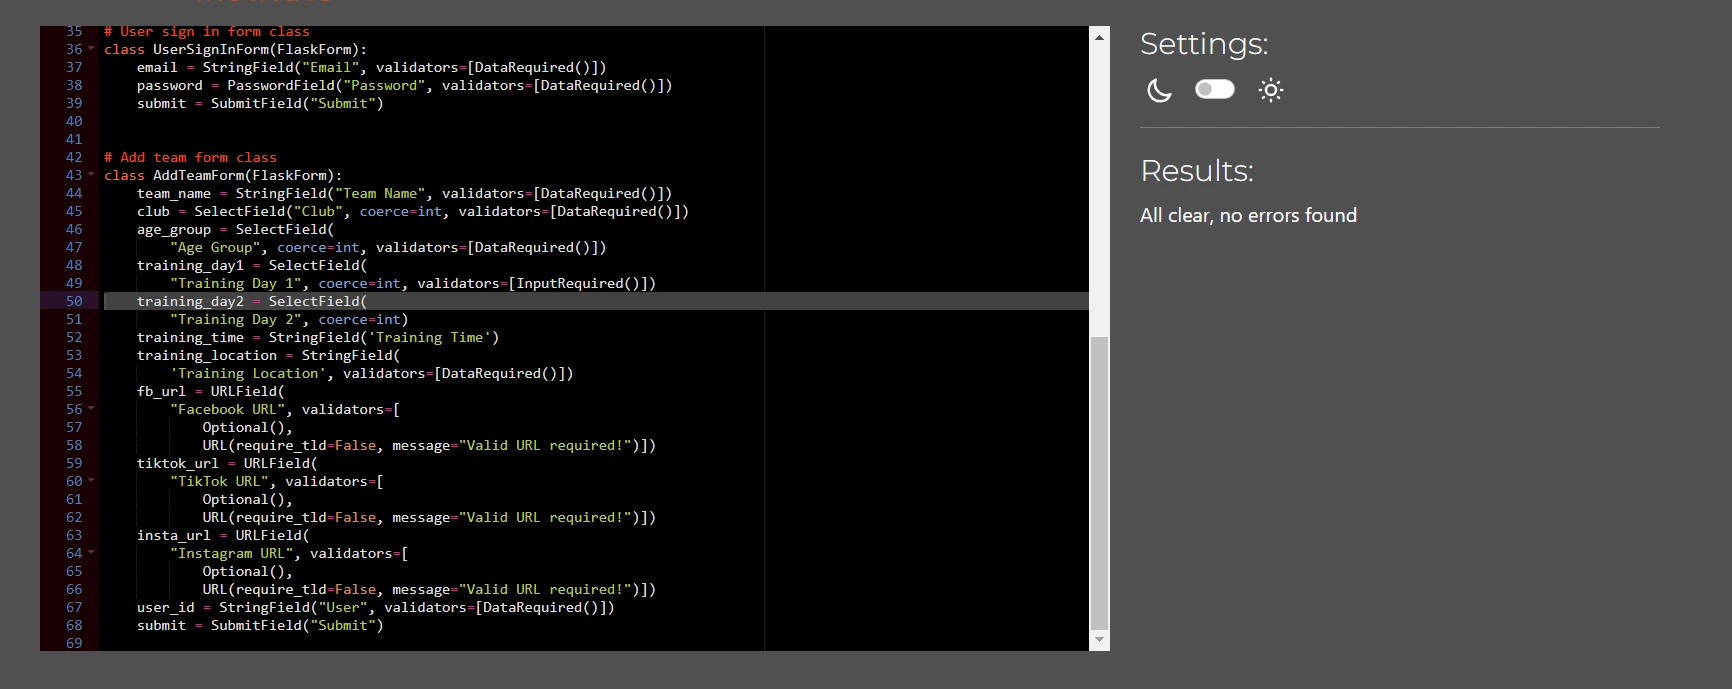 35 # User sign in form class
36 class UserSignInForm(FlaskForm):
37     email = StringField("Email", validators=[DataRequired()])
38     password = PasswordField("Password", validators=[DataRequired()])
39     submit = SubmitField("Submit")
40
41
42 # Add team form class
43 class AddTeamForm(FlaskForm):
44     team_name = StringField("Team Name", validators=[DataRequired()])
45     club = SelectField("Club", coerce=int, validators=[DataRequired()])
46     age_group = SelectField(
47         "Age Group", coerce=int, validators=[DataRequired()])
48     training_day1 = SelectField(
49         "Training Day 1", coerce=int, validators=[InputRequired()])
50     training_day2 = SelectField(
51         "Training Day 2", coerce=int)
52     training_time = StringField('Training Time')
53     training_location = StringField(
54         'Training Location', validators=[DataRequired()])
55     fb_url = URLField(
56         "Facebook URL", validators=[
57             Optional(),
58             URL(require_tld=False, message="Valid URL required!")])
59     tiktok_url = URLField(
60         "TikTok URL", validators=[
61             Optional(),
62             URL(require_tld=False, message="Valid URL required!")])
63     insta_url = URLField(
64         "Instagram URL", validators=[
65             Optional(),
66             URL(require_tld=False, message="Valid URL required!")])
67     user_id = StringField("User", validators=[DataRequired()])
68     submit = SubmitField("Submit")
69
Settings:
Results:
All clear, no errors found